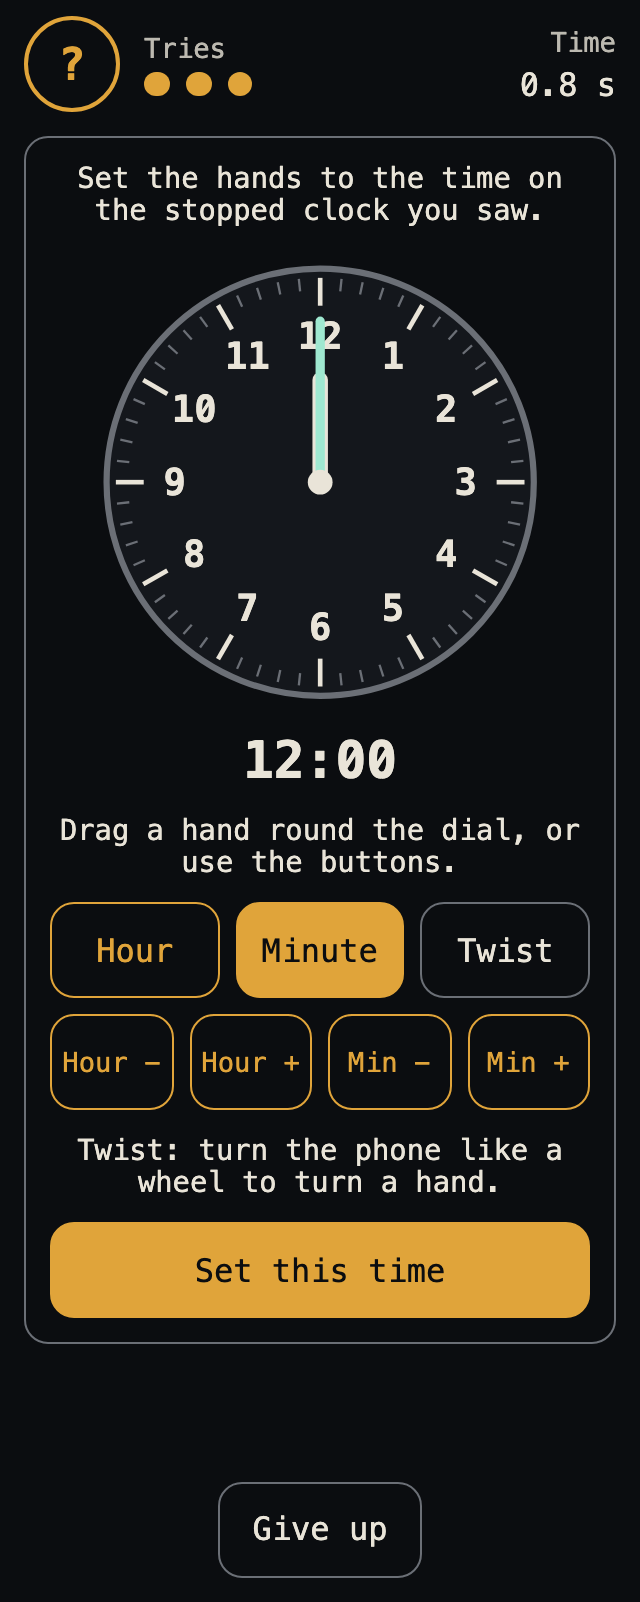 ?
Tries
Time
0.8 s
Set the hands to the time on
the stopped clock you saw.
12
11
1
10
2
9
3
8
4
7
5
6
12:00
Drag a hand round the dial, or
use the buttons.
Hour
Minute
Twist
Hour −
Hour +
Min −
Min +
Twist: turn the phone like a
wheel to turn a hand.
Set this time
Give up